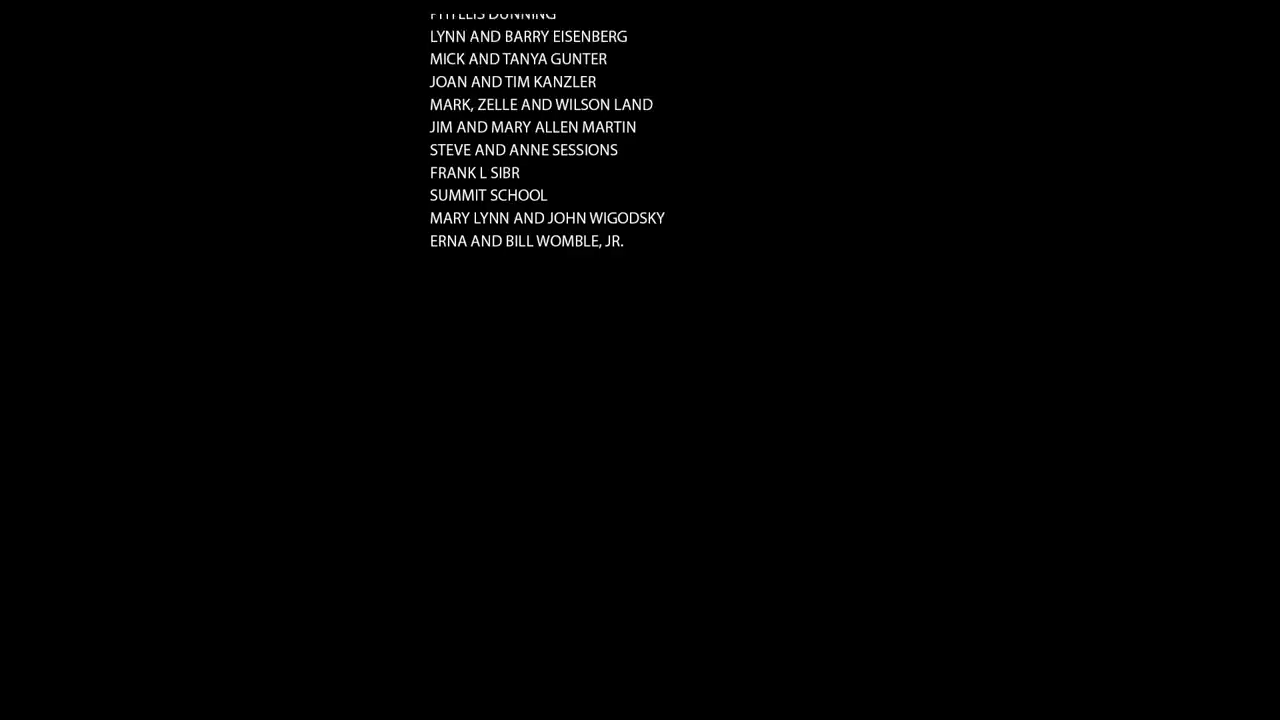 PHYLLIS DUNNING
LYNN AND BARRY EISENBERG
MICK AND TANYA GUNTER
JOAN AND TIM KANZLER
MARK, ZELLE AND WILSON LAND
JIM AND MARY ALLEN MARTIN
STEVE AND ANNE SESSIONS
FRANK L SIBR
SUMMIT SCHOOL
MARY LYNN AND JOHN WIGODSKY
ERNA AND BILL WOMBLE, JR.